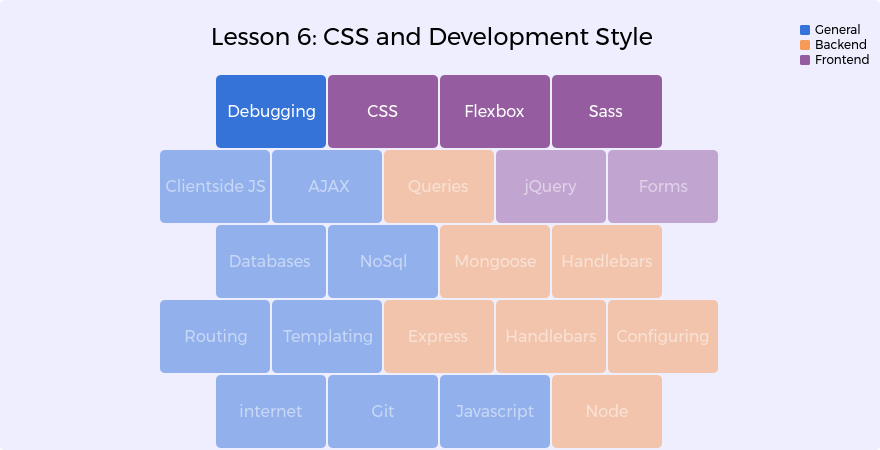 Lesson 6: CSS and Development Style
General
Backend
Frontend
Debugging CSS Flexbox Sass
Clientside JS AJAX Queries jQuery Forms
Databases NoSql Mongoose Handlebars
Routing Templating Express Handlebars Configuring
internet Git Javascript Node